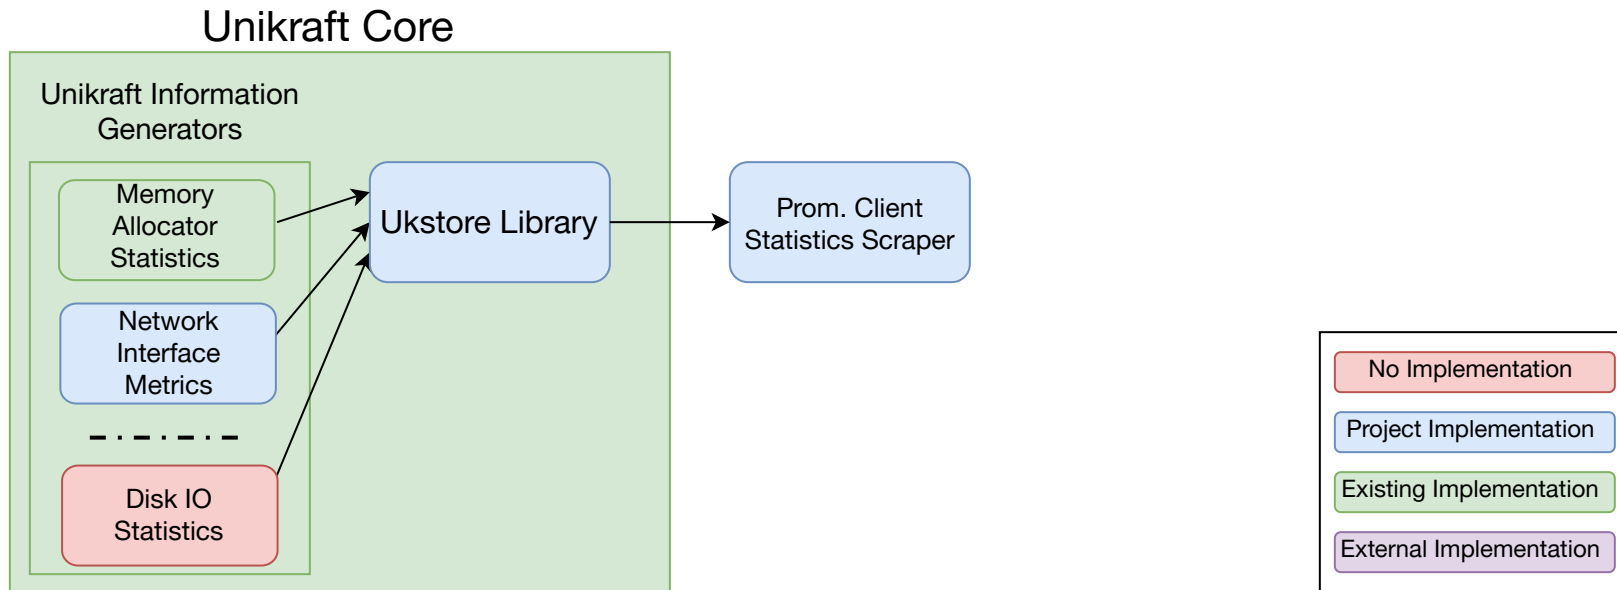 Unikraft Core
Unikraft Information
Generators
Memory
Allocator
Statistics
Network
Interface
Metrics
Disk IO
Statistics
Ukstore Library
Prom. Client
Statistics Scraper
No Implementation
Project Implementation
Existing Implementation
External Implementation